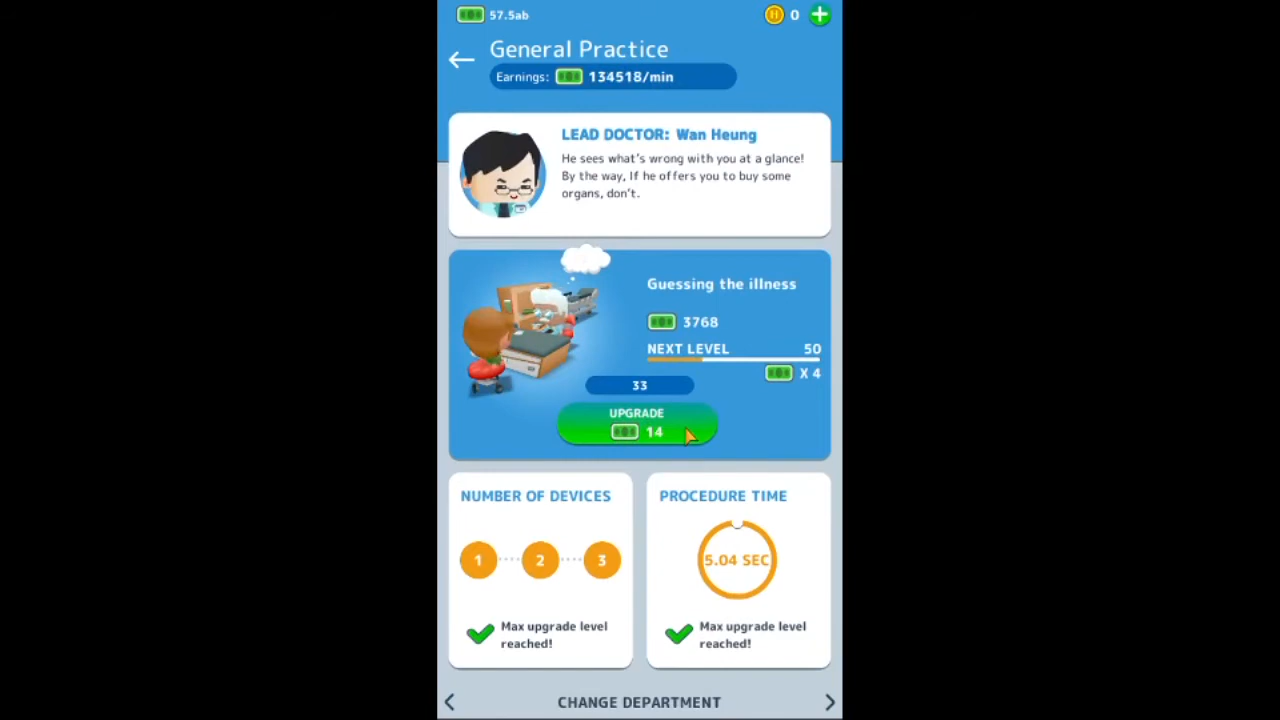 57.5ab
0
General Practice
Earnings: 134518/min
LEAD DOCTOR: Wan Heung
He sees what's wrong with you at a glance!
By the way, If he offers you to buy some
organs, don't.
Guessing the illness
3768
NEXT LEVEL 50
X 4
33
UPGRADE
14
NUMBER OF DEVICES
1 2 3
Max upgrade level
reached!
PROCEDURE TIME
5.04 SEC
Max upgrade level
reached!
CHANGE DEPARTMENT